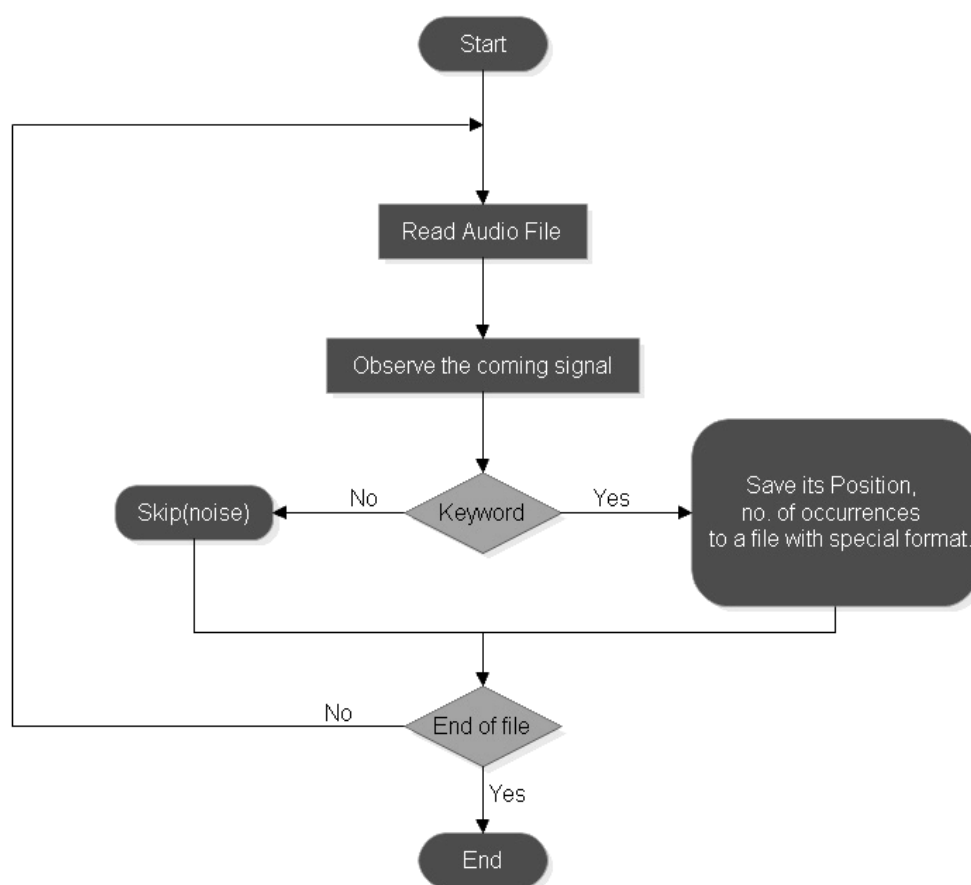 Start
Read Audio File
Observe the coming signal
No
Yes
Skip(noise)
Keyword
Save its Position,
no. of occurrences
to a file with special format.
No
End of file
Yes
End